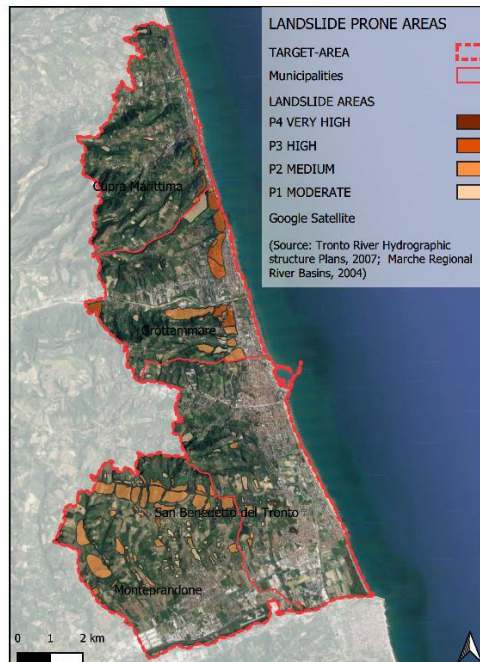 LANDSLIDE PRONE AREAS
TARGET-AREA
Municipalities
LANDSLIDE AREAS
P4 VERY HIGH
P3 HIGH
P2 MEDIUM
P1 MODERATE
Google Satellite
(Source: Tronto River Hydrographic
structure Plans, 2007; Marche Regional
River Basins, 2004)
Cupra Marittima
Grottammare
San Benedetto del Tronto
Monteprandone
0 1 2 km